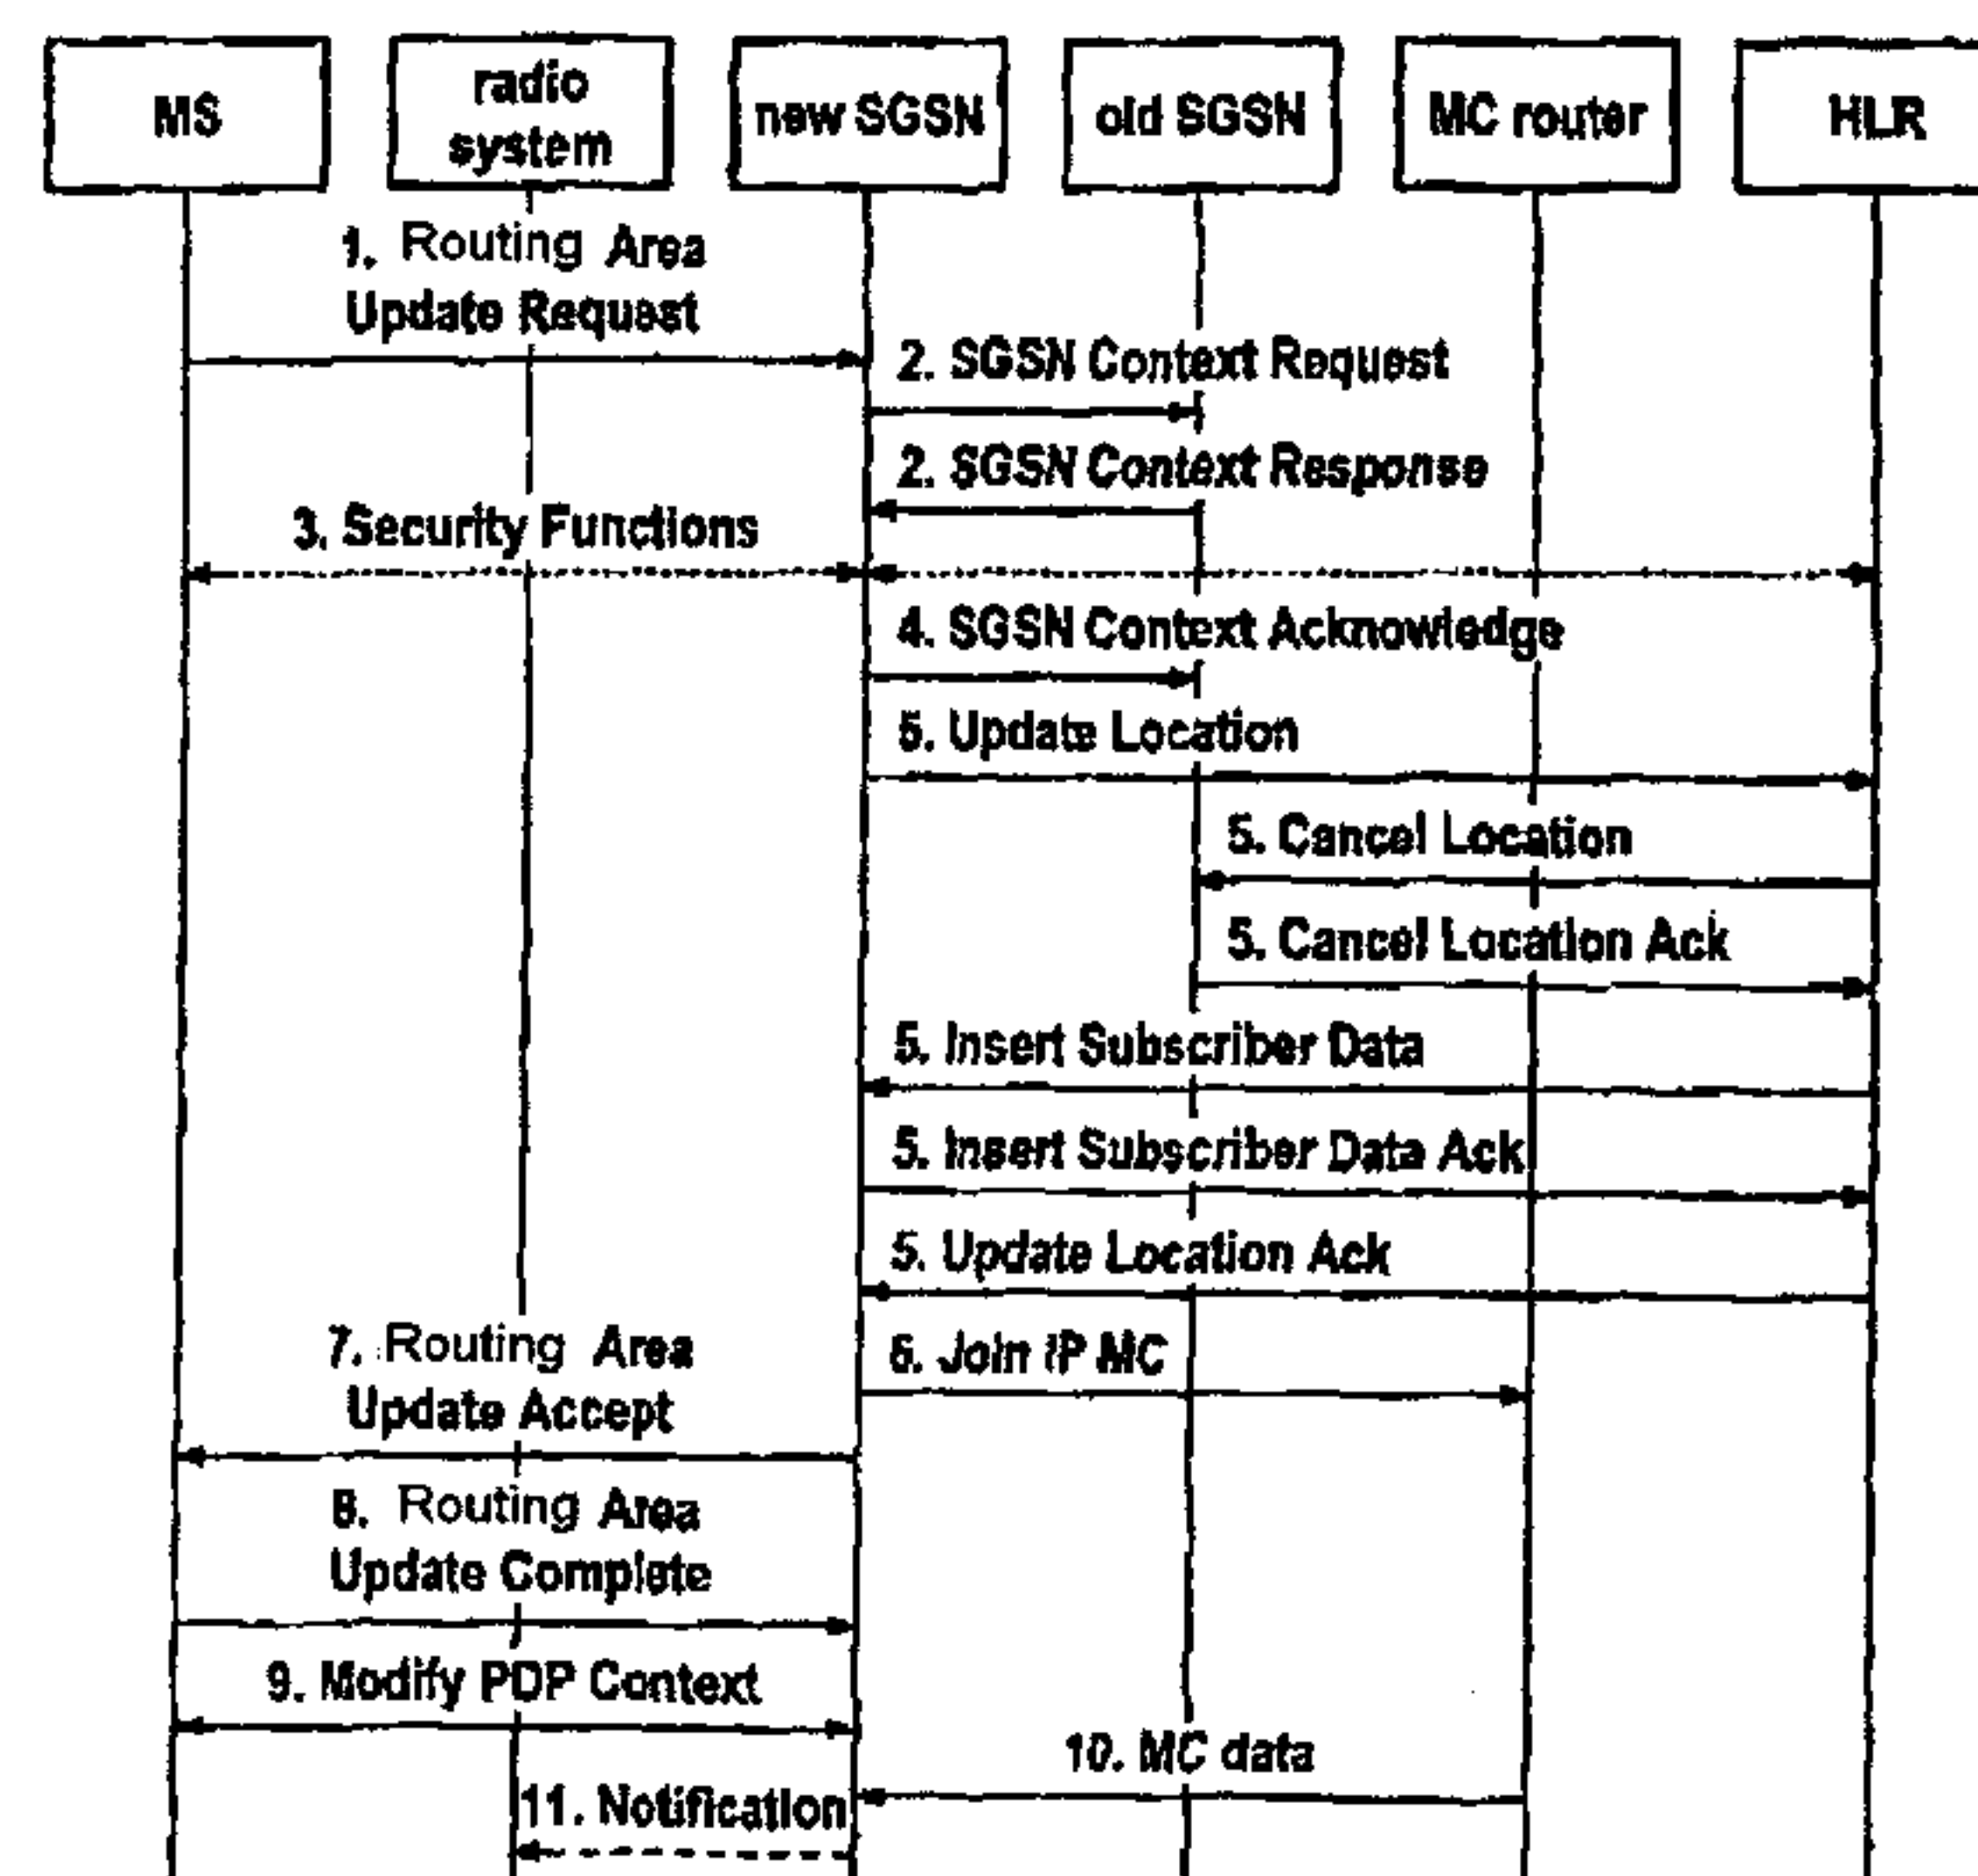 MS
radio
system
new SGSN
old SGSN
MC router
HLR
1. Routing Area
Update Request
2. SGSN Context Request
2. SGSN Context Response
3. Security Functions
4. SGSN Context Acknowledge
5. Update Location
5. Cancel Location
5. Cancel Location Ack
5. Insert Subscriber Data
5. Insert Subscriber Data Ack
5. Update Location Ack
7. Routing Area
Update Accept
6. Join IP MC
8. Routing Area
Update Complete
9. Modify PDP Context
10. MC data
11. Notification